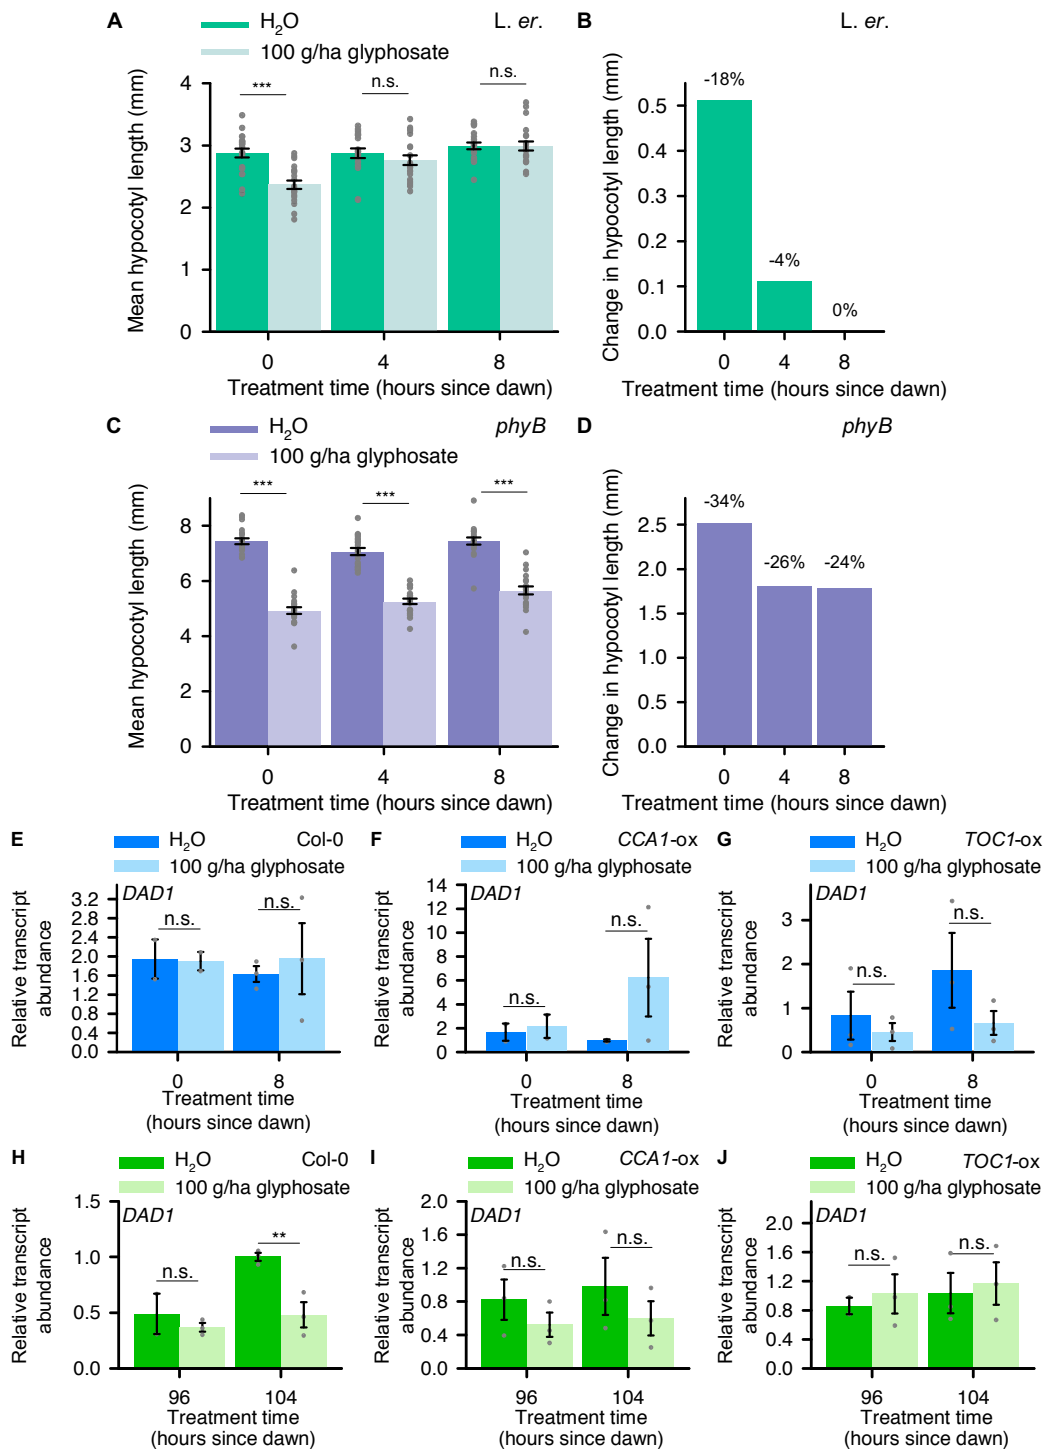 A
H2O
L. er.
100 g/ha glyphosate
Mean hypocotyl length (mm)
4
3
2
1
0
***
n.s.
n.s.
0 4 8
Treatment time (hours since dawn)
B
L. er.
Change in hypocotyl length (mm)
0.5
0.5
0.4
0.3
0.2
0.1
0.0
-18%
-4%
0%
0 4 8
Treatment time (hours since dawn)
C
H2O
phyB
100 g/ha glyphosate
Mean hypocotyl length (mm)
8
6
4
2
0
***
***
***
0 4 8
Treatment time (hours since dawn)
D
phyB
Change in hypocotyl length (mm)
2.5
2.0
1.5
1.0
0.5
0.0
-34%
-26%
-24%
0 4 8
Treatment time (hours since dawn)
E
H2O
Col-0
100 g/ha glyphosate
DAD1
Relative transcript
abundance
3.2
2.8
2.4
2.0
1.6
1.2
0.8
0.4
0.0
n.s.
n.s.
0 8
Treatment time
(hours since dawn)
F
H2O
CCA1-ox
100 g/ha glyphosate
DAD1
Relative transcript
abundance
14
12
10
8
6
4
2
0
n.s.
n.s.
0 8
Treatment time
(hours since dawn)
G
H2O
TOC1-ox
100 g/ha glyphosate
DAD1
Relative transcript
abundance
3
2
1
0
n.s.
n.s.
0 8
Treatment time
(hours since dawn)
H
H2O
Col-0
100 g/ha glyphosate
DAD1
Relative transcript
abundance
1.5
1.0
0.5
0.0
n.s.
**
96 104
Treatment time
(hours since dawn)
I
H2O
CCA1-ox
100 g/ha glyphosate
DAD1
Relative transcript
abundance
2.0
1.6
1.2
0.8
0.4
0.0
n.s.
n.s.
96 104
Treatment time
(hours since dawn)
J
H2O
TOC1-ox
100 g/ha glyphosate
DAD1
Relative transcript
abundance
2.0
1.6
1.2
0.8
0.4
0.0
n.s.
n.s.
96 104
Treatment time
(hours since dawn)